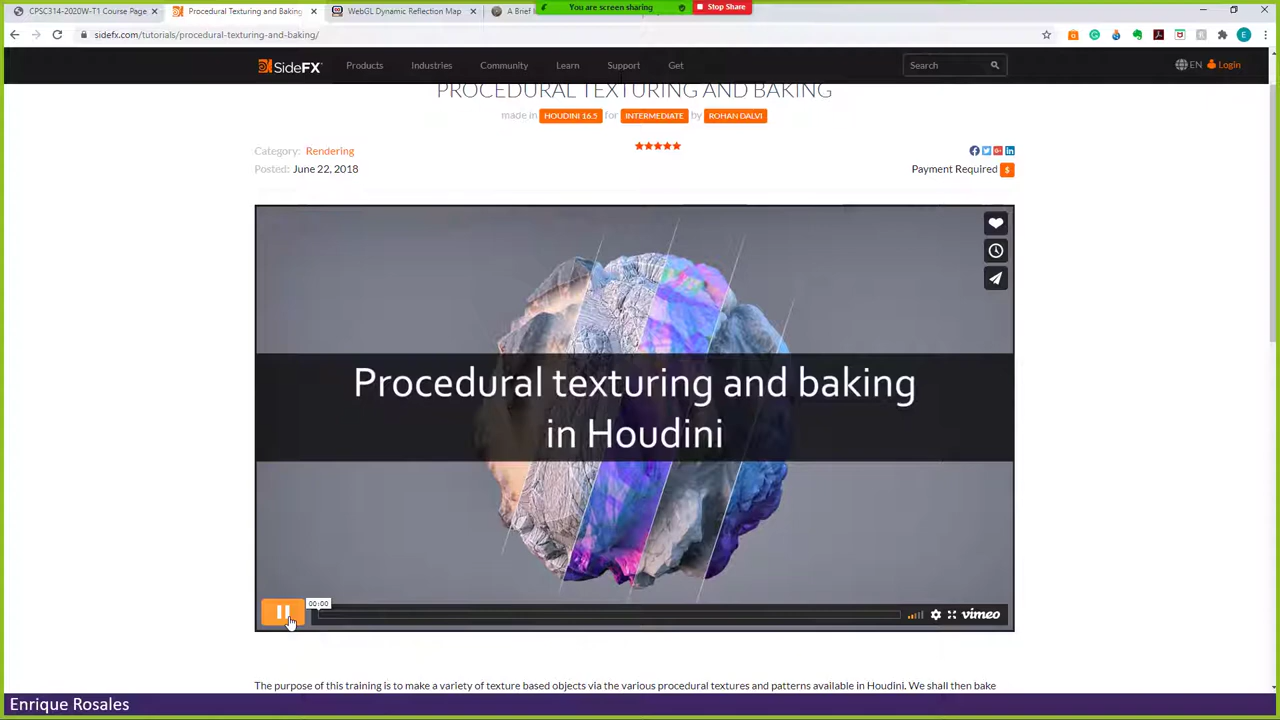 CPSC314-2020W-T1 Course Page
Procedural Texturing and Baking
WebGL Dynamic Reflection Map
A Brief
You are screen sharing
Stop Share
sidefx.com/tutorials/procedural-texturing-and-baking/
E
SideFX
Products
Industries
Community
Learn
Support
Get
Search
EN
Login
PROCEDURAL TEXTURING AND BAKING
made in HOUDINI 16.5 for INTERMEDIATE by ROHAN DALVI
Category: Rendering
Posted: June 22, 2018
Payment Required $
Procedural texturing and baking
in Houdini
00:00
vimeo
The purpose of this training is to make a variety of texture based objects via the various procedural textures and patterns available in Houdini. We shall then bake
Enrique Rosales